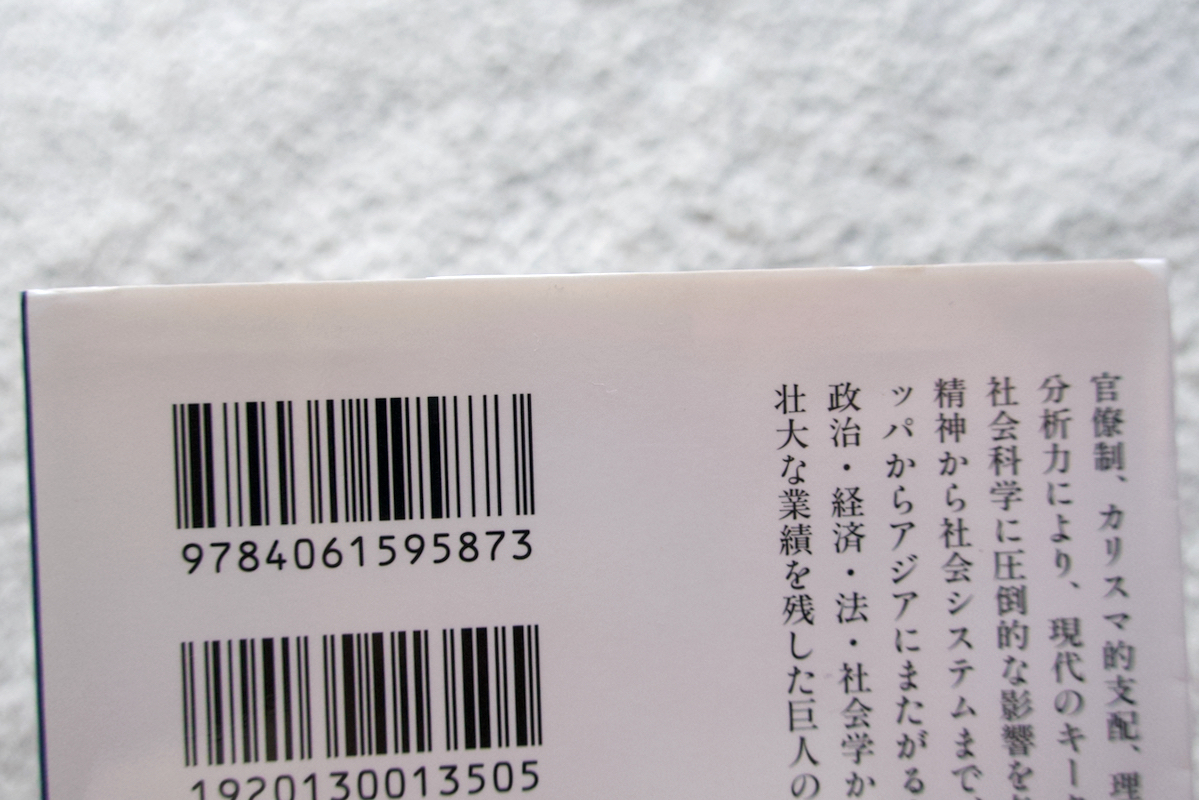 9784061595873
1920130013505
官僚制、カリスマ的支配、理
分析力により、現代のキー
社会科学に圧倒的な影響を
精神から社会システムまで、
ッパからアジアにまたがる
政治・経済・法・社会学か
壮大な業績を残した巨人の